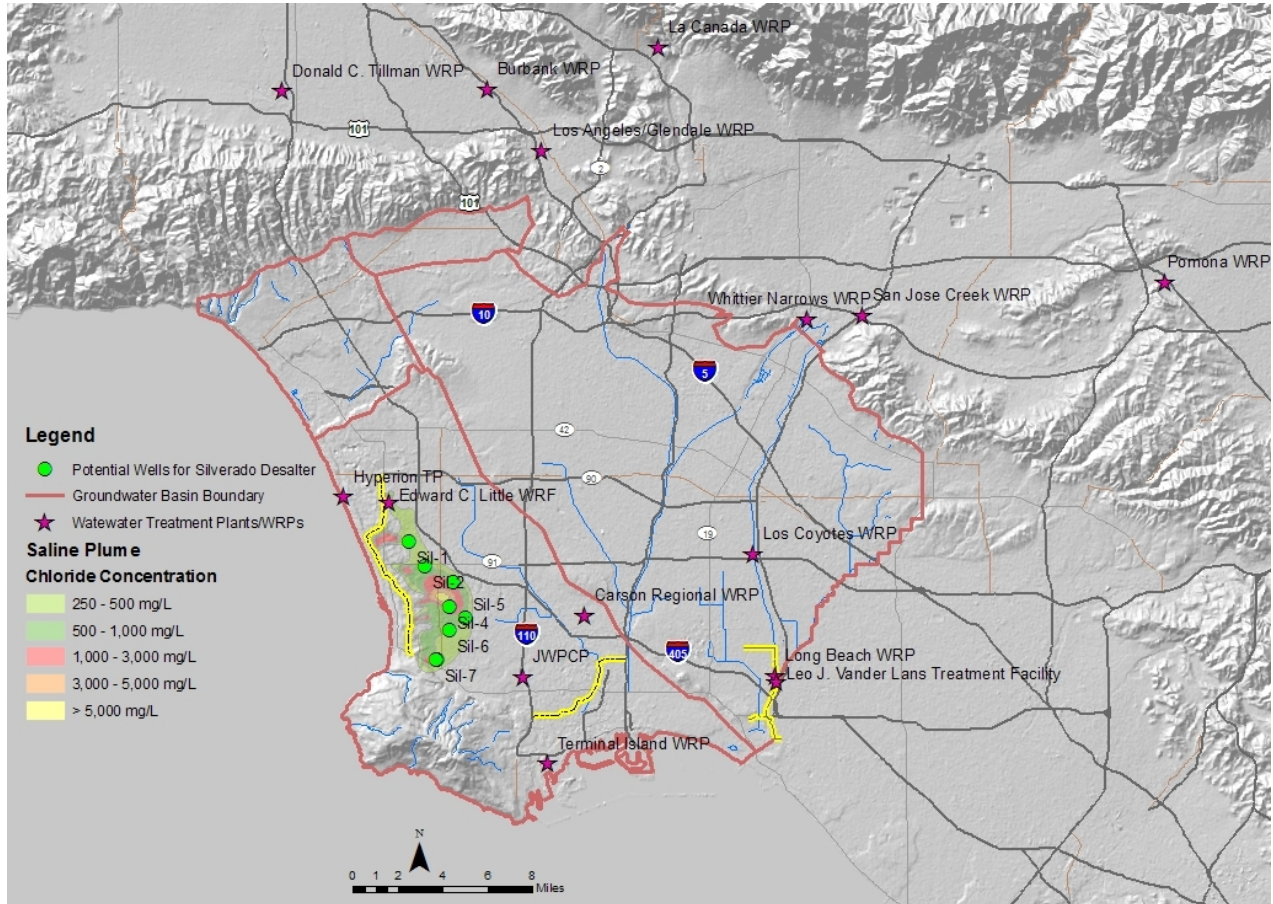 La Canada WRP
Donald C. Tillman WRP
Burbank WRP
101
Los Angeles/Glendale WRP
2
101
Pomona WRP
Whittier Narrows WRP
San Jose Creek WRP
10
5
Legend
Potential Wells for Silverado Desalter
Groundwater Basin Boundary
Watewater Treatment Plants/WRPs
Saline Plume
Chloride Concentration
250 - 500 mg/L
500 - 1,000 mg/L
1,000 - 3,000 mg/L
3,000 - 5,000 mg/L
> 5,000 mg/L
42
Hyperion TP
90
Edward C. Little WRF
19
Los Coyotes WRP
Sil-1
91
Sil-2
Carson Regional WRP
Sil-5
Sil-4
110
Sil-6
405
JWPCP
Long Beach WRP
Sil-7
Leo J. Vander Lans Treatment Facility
Terminal Island WRP
N
0 1 2 4 6 8
Miles